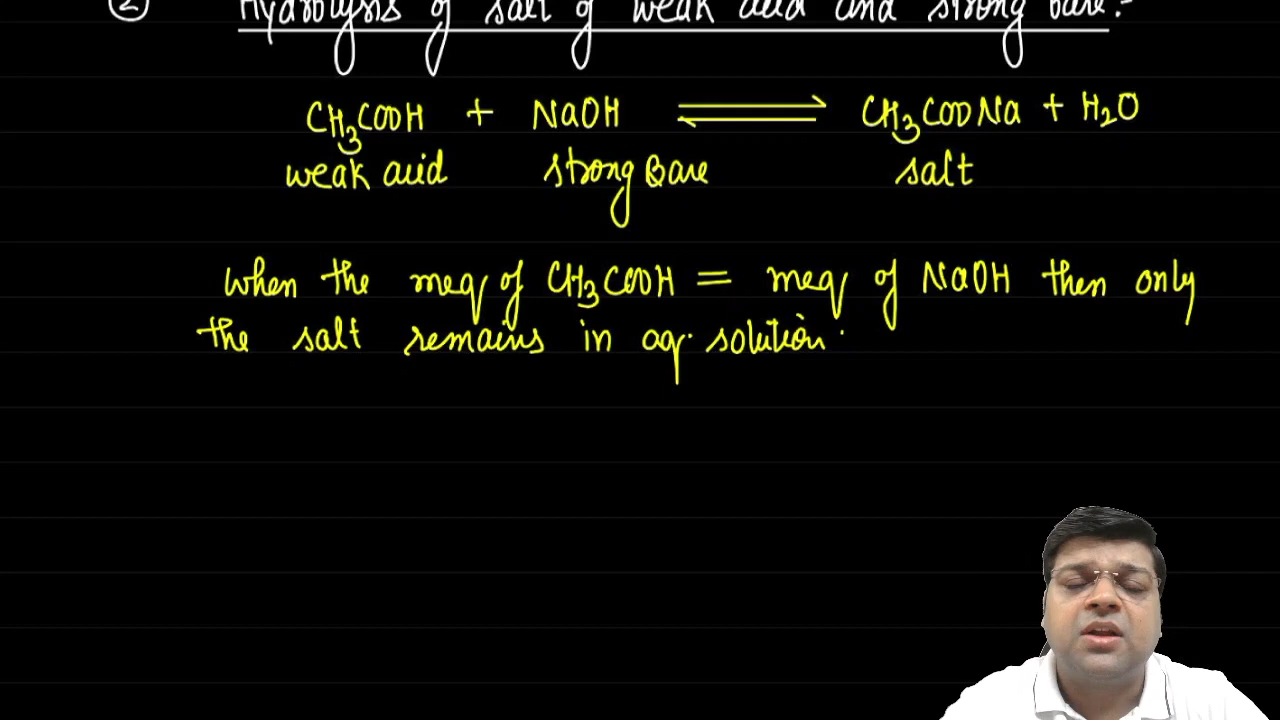 ② Hydrolysis of salt of weak acid and strong base:-
CH₃COOH + NaOH ⇌ CH₃COONa + H₂O
weak acid strong Base salt
when the meq of CH₃COOH = meq of NaOH then only
the salt remains in aq. solution.